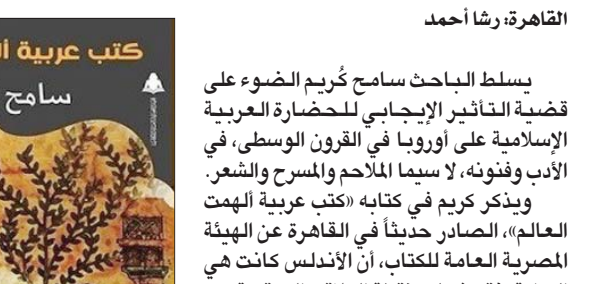 القاهرة: رشا أحمد
يسلط الباحث سامح كُريم الضوء على
قضية التأثير الإيجابي للحضارة العربية
الإسلامية على أوروبا في القرون الوسطى، في
الأدب وفنونه، لا سيما الملاحم والمسرح والشعر.
ويذكر كريم في كتابه «كتب عربية ألهمت
العالم»، الصادر حديثاً في القاهرة عن الهيئة
المصرية العامة للكتاب، أن الأندلس كانت هي
كتب عربية
سامح